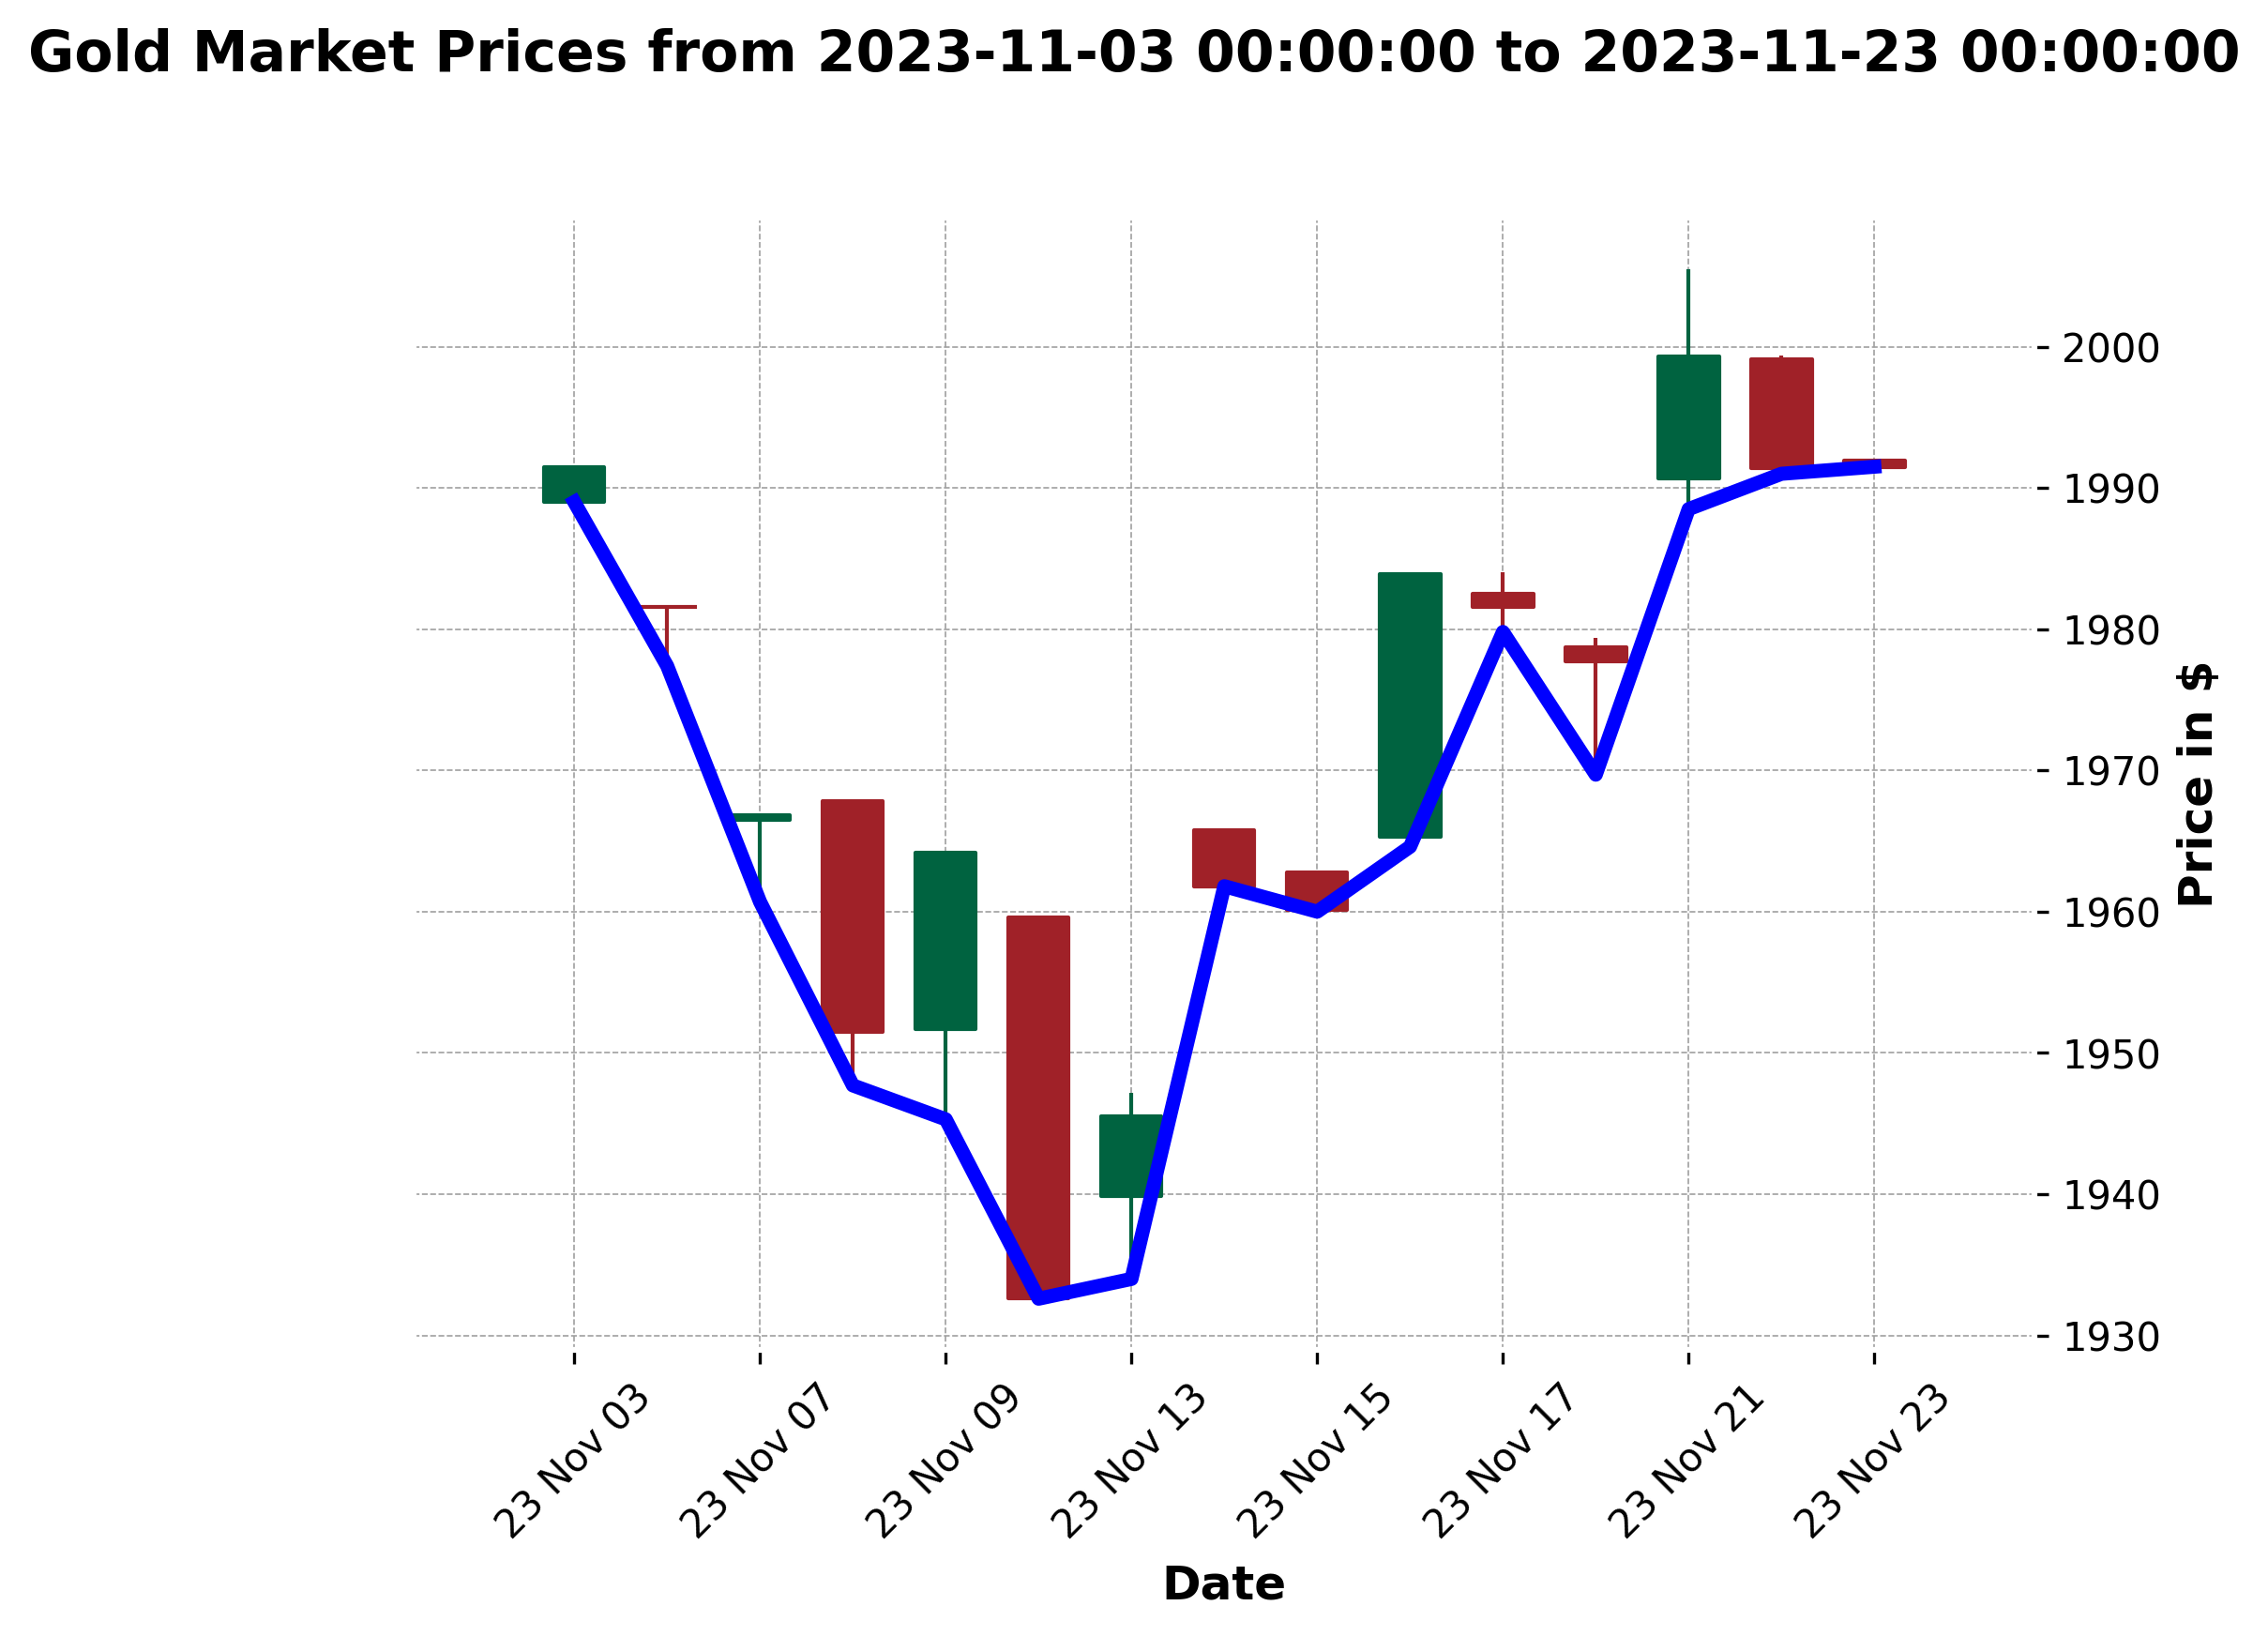 Gold Market Prices from 2023-11-03 00:00:00 to 2023-11-23 00:00:00
2000
1990
1980
1970
1960
1950
1940
1930
Price in $
23 Nov 03
23 Nov 07
23 Nov 09
23 Nov 13
23 Nov 15
23 Nov 17
23 Nov 21
23 Nov 23
Date